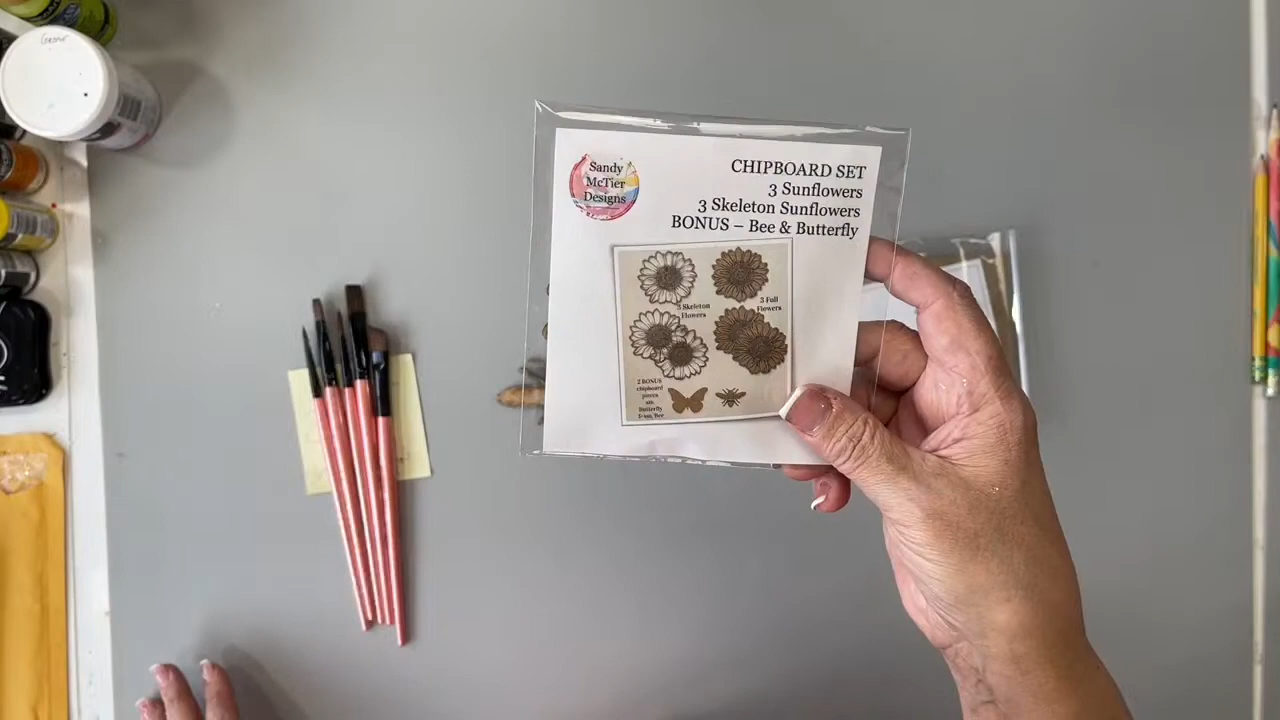 Gesso
Sandy
McTier
Designs
CHIPBOARD SET
3 Sunflowers
3 Skeleton Sunflowers
BONUS – Bee & Butterfly
3 Skeleton
Flowers
3 Full
Flowers
2 BONUS
chipboard
pieces
Butterfly
Bee